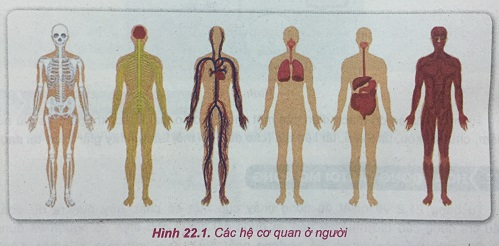 Hình 22.1. Các hệ cơ quan ở người